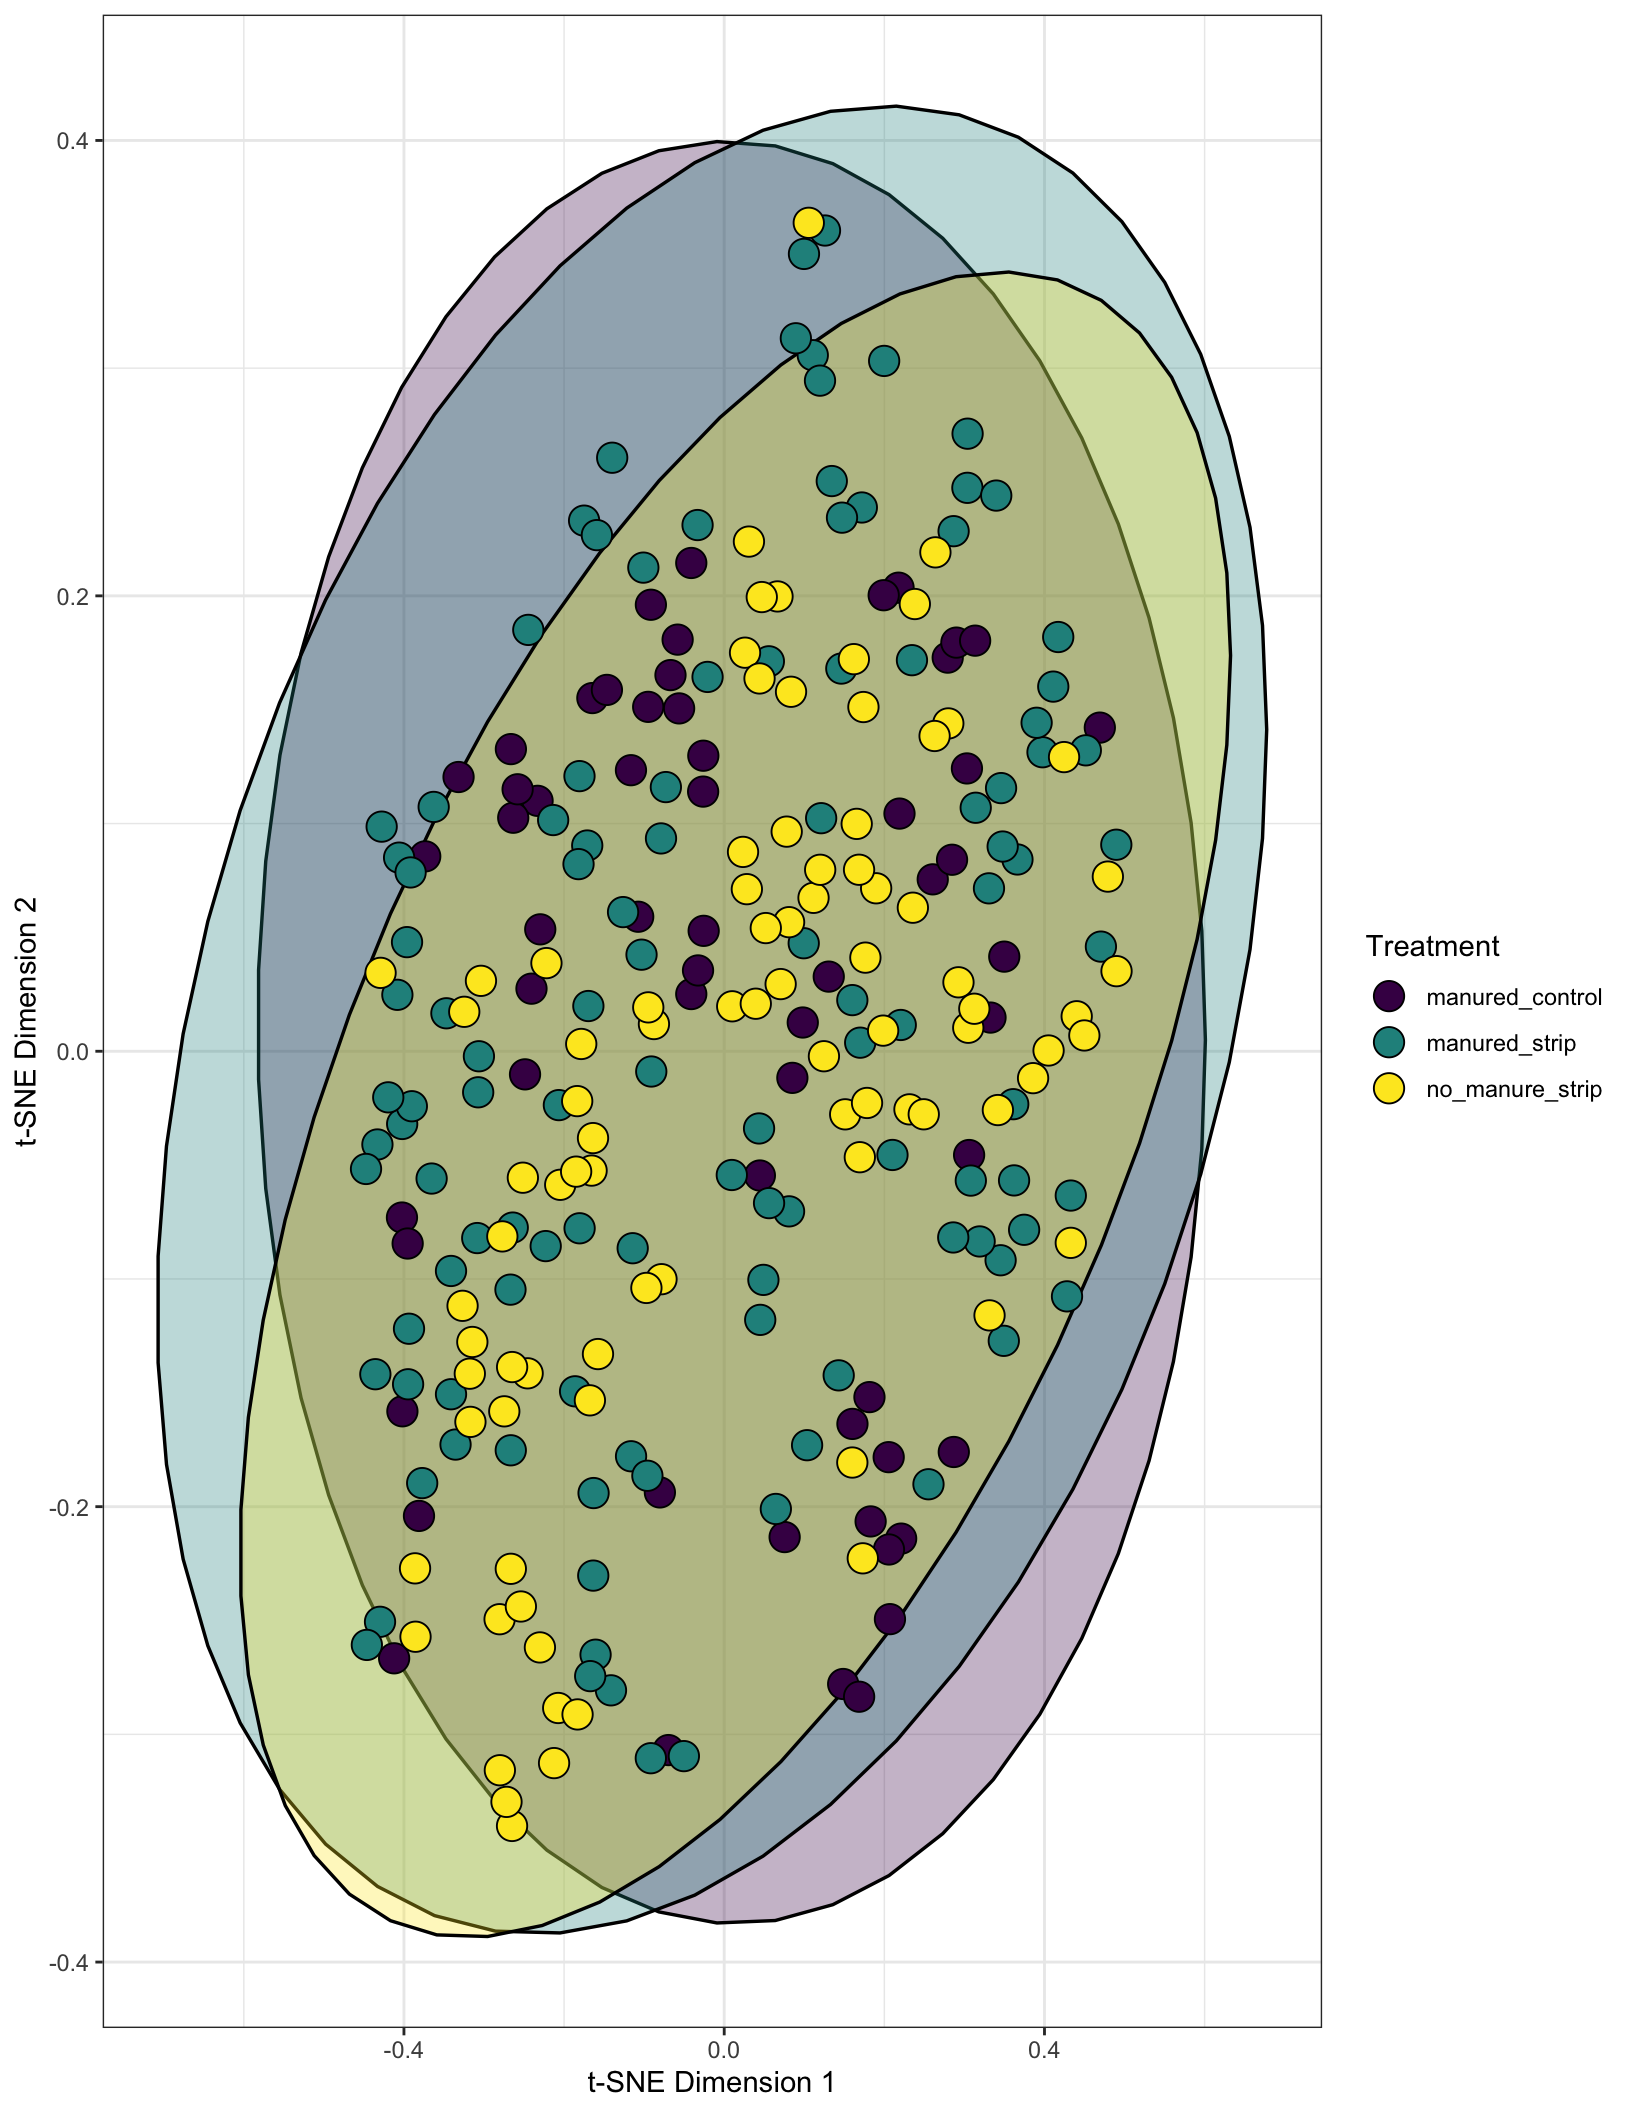 0.4
0.2
0.0
-0.2
-0.4
t-SNE Dimension 2
-0.4
0.0
0.4
t-SNE Dimension 1
Treatment
manured_control
manured_strip
no_manure_strip